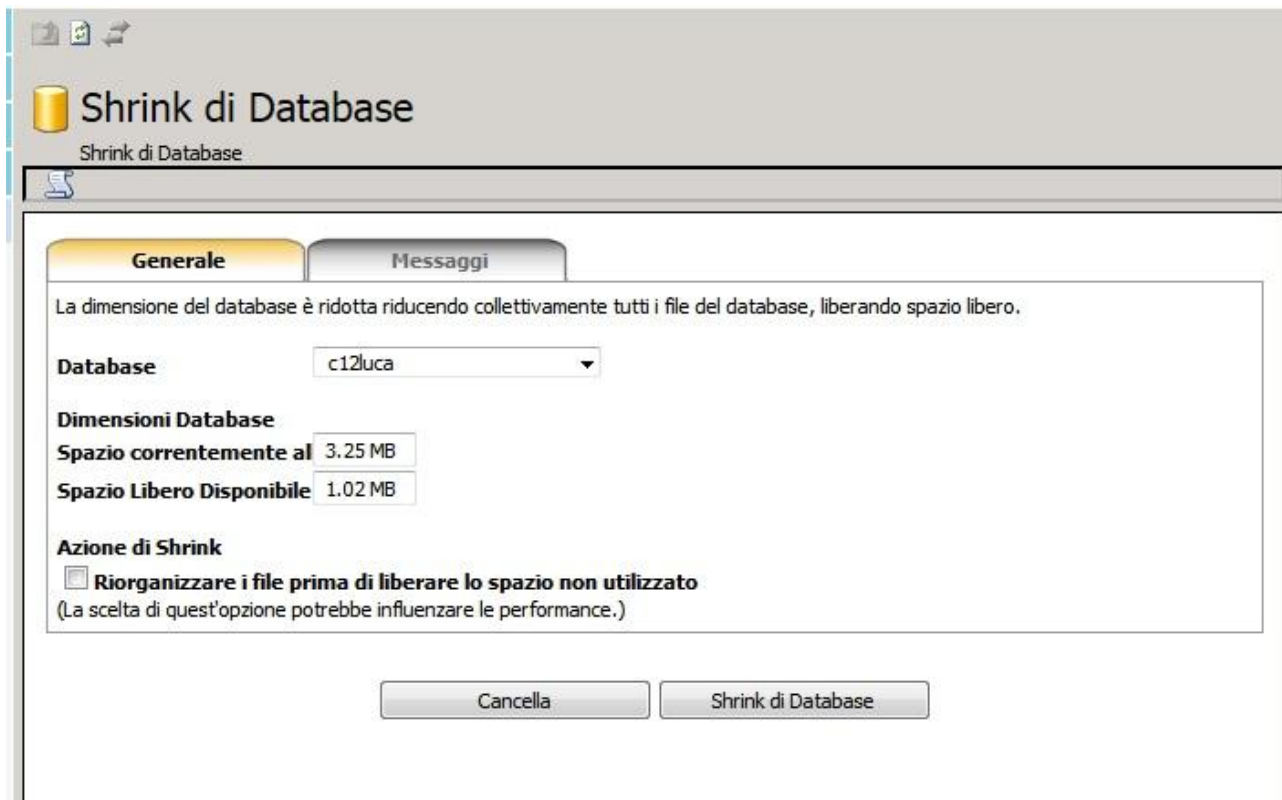 Shrink di Database
Shrink di Database
Generale
Messaggi
La dimensione del database è ridotta riducendo collettivamente tutti i file del database, liberando spazio libero.
Database
c12luca
Dimensioni Database
Spazio correntemente al 3.25 MB
Spazio Libero Disponibile 1.02 MB
Azione di Shrink
Riorganizzare i file prima di liberare lo spazio non utilizzato
(La scelta di quest'opzione potrebbe influenzare le performance.)
Cancella
Shrink di Database